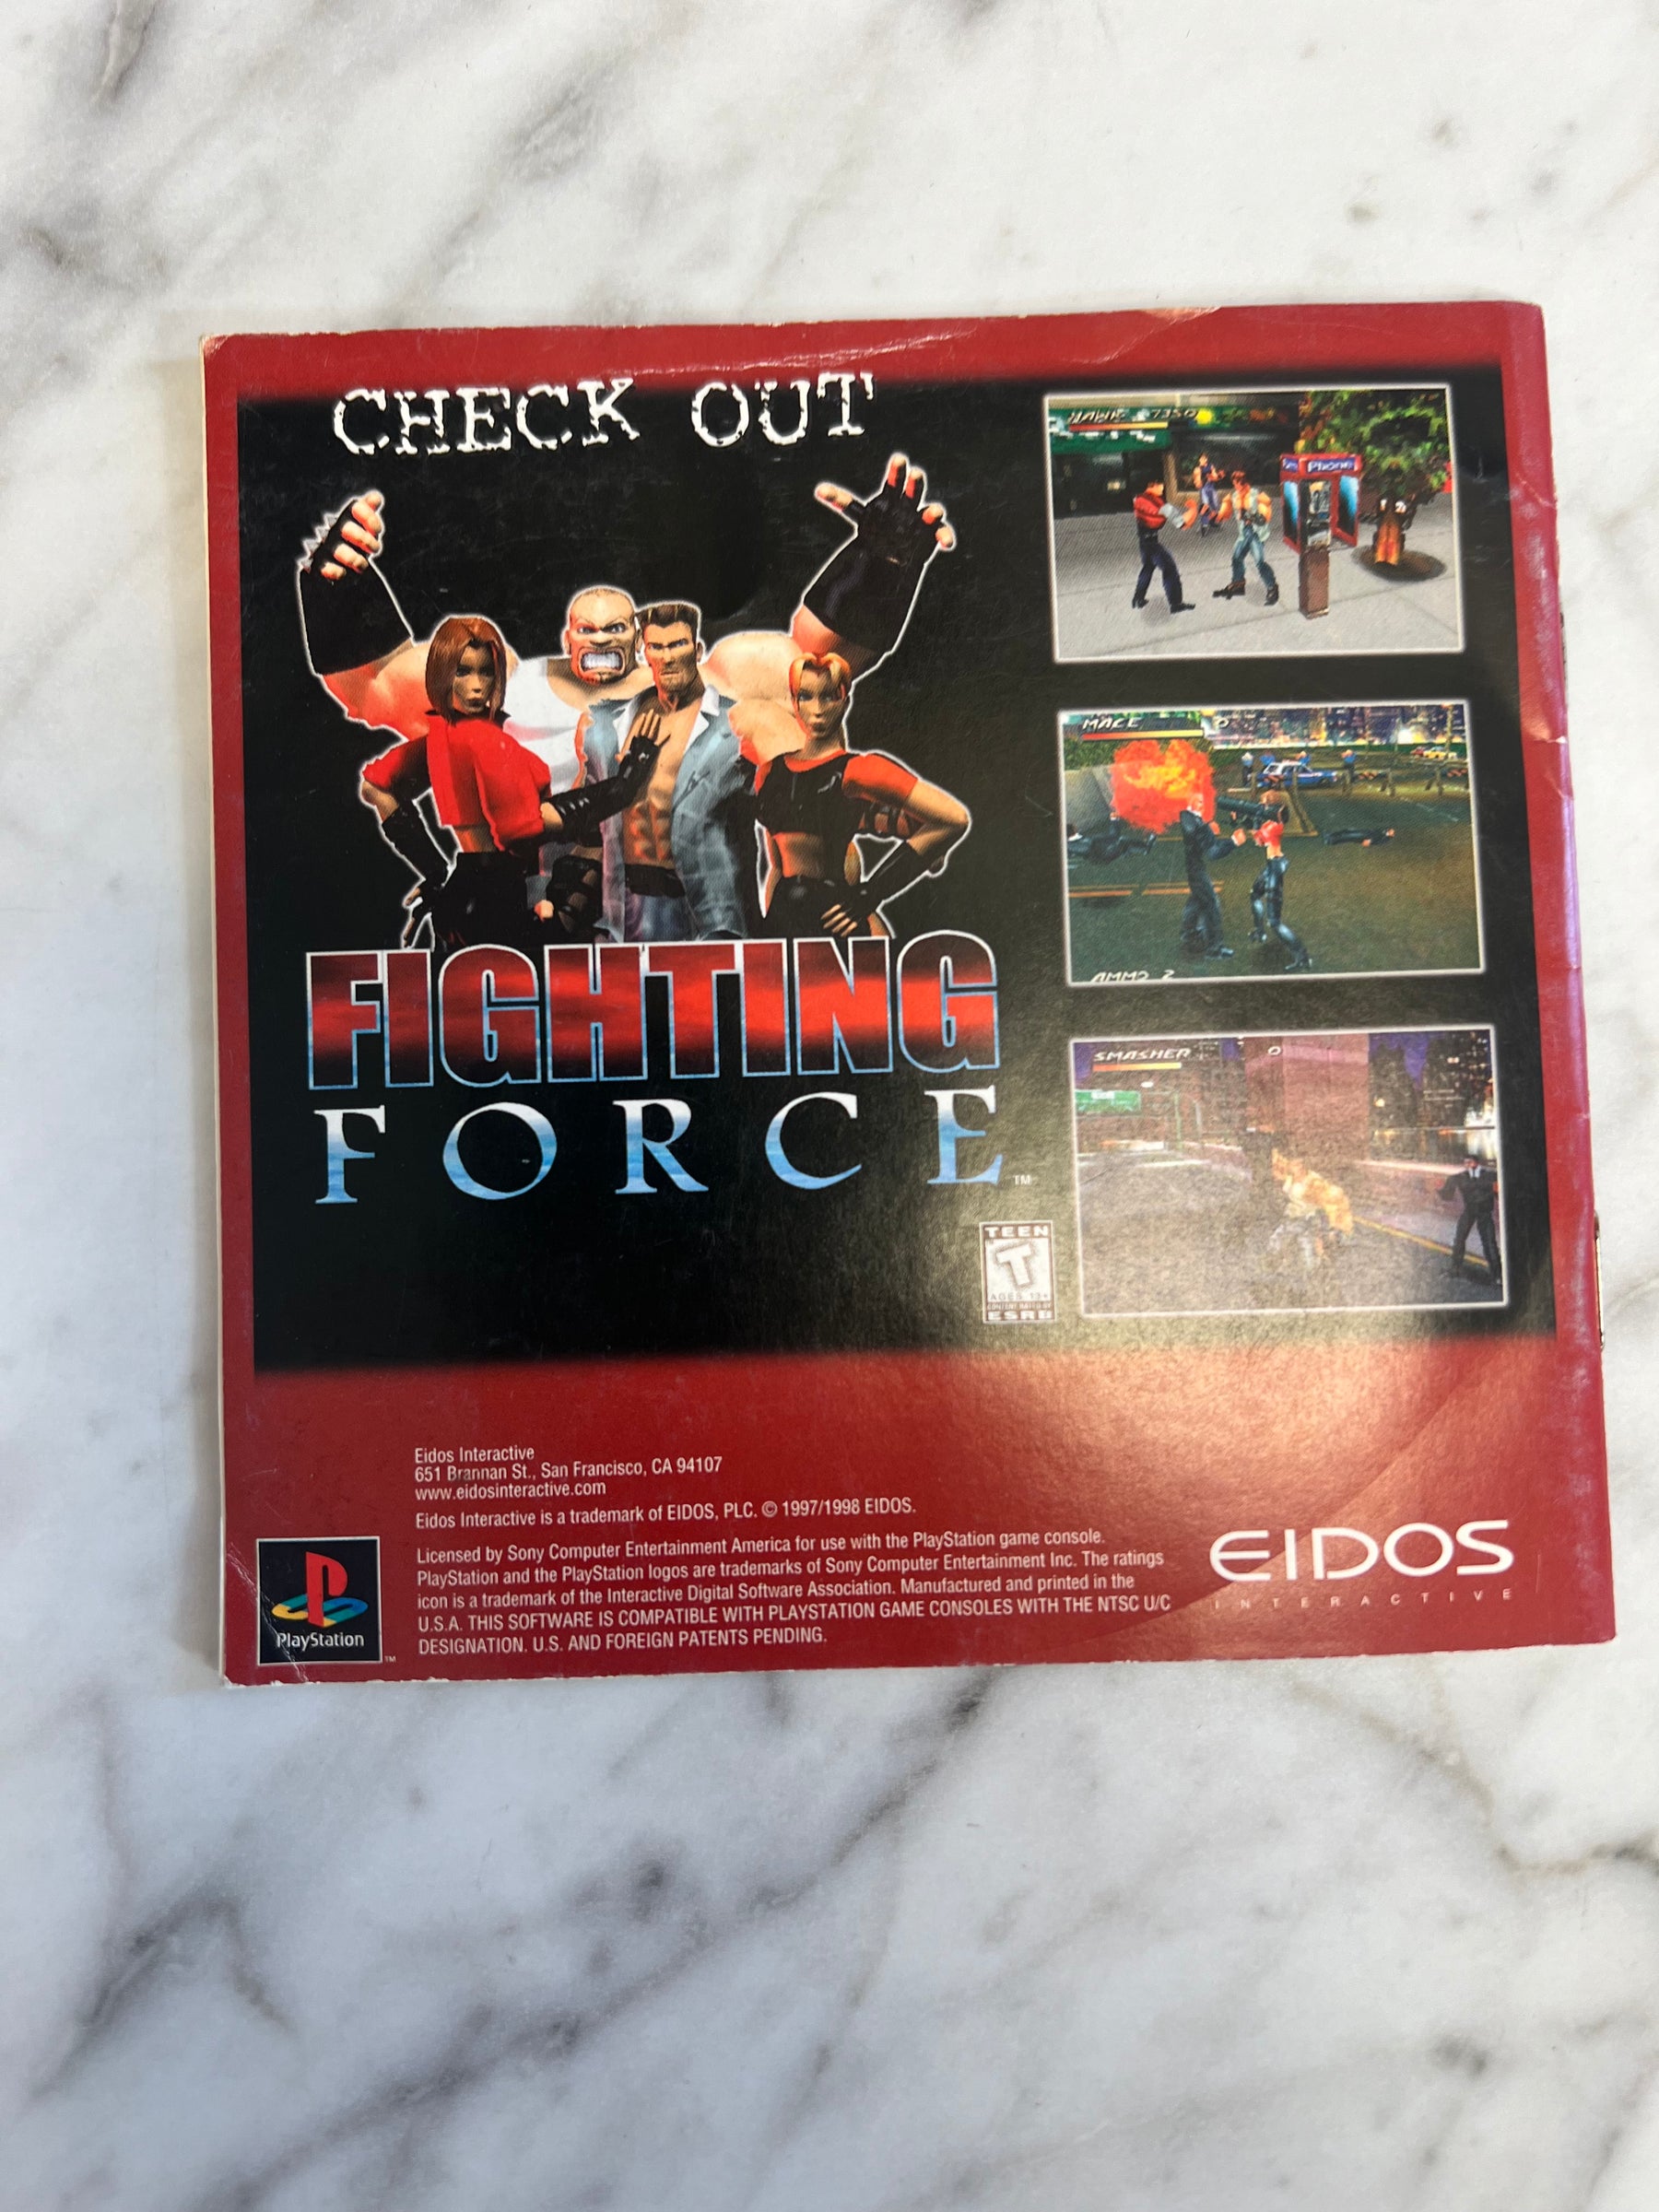 CHECK OUT
HAWK 7350
Phone
MACE 0
AMMO 2
SMASHER 0
FIGHTING
FORCE™
TEEN
T
AGES 13+
CONTENT RATED BY
ESRB
Eidos Interactive
651 Brannan St., San Francisco, CA 94107
www.eidosinteractive.com
Eidos Interactive is a trademark of EIDOS, PLC. © 1997/1998 EIDOS.
Licensed by Sony Computer Entertainment America for use with the PlayStation game console.
PlayStation and the PlayStation logos are trademarks of Sony Computer Entertainment Inc. The ratings
icon is a trademark of the Interactive Digital Software Association. Manufactured and printed in the
U.S.A. THIS SOFTWARE IS COMPATIBLE WITH PLAYSTATION GAME CONSOLES WITH THE NTSC U/C
DESIGNATION. U.S. AND FOREIGN PATENTS PENDING.
PlayStation
™
EIDOS
INTERACTIVE